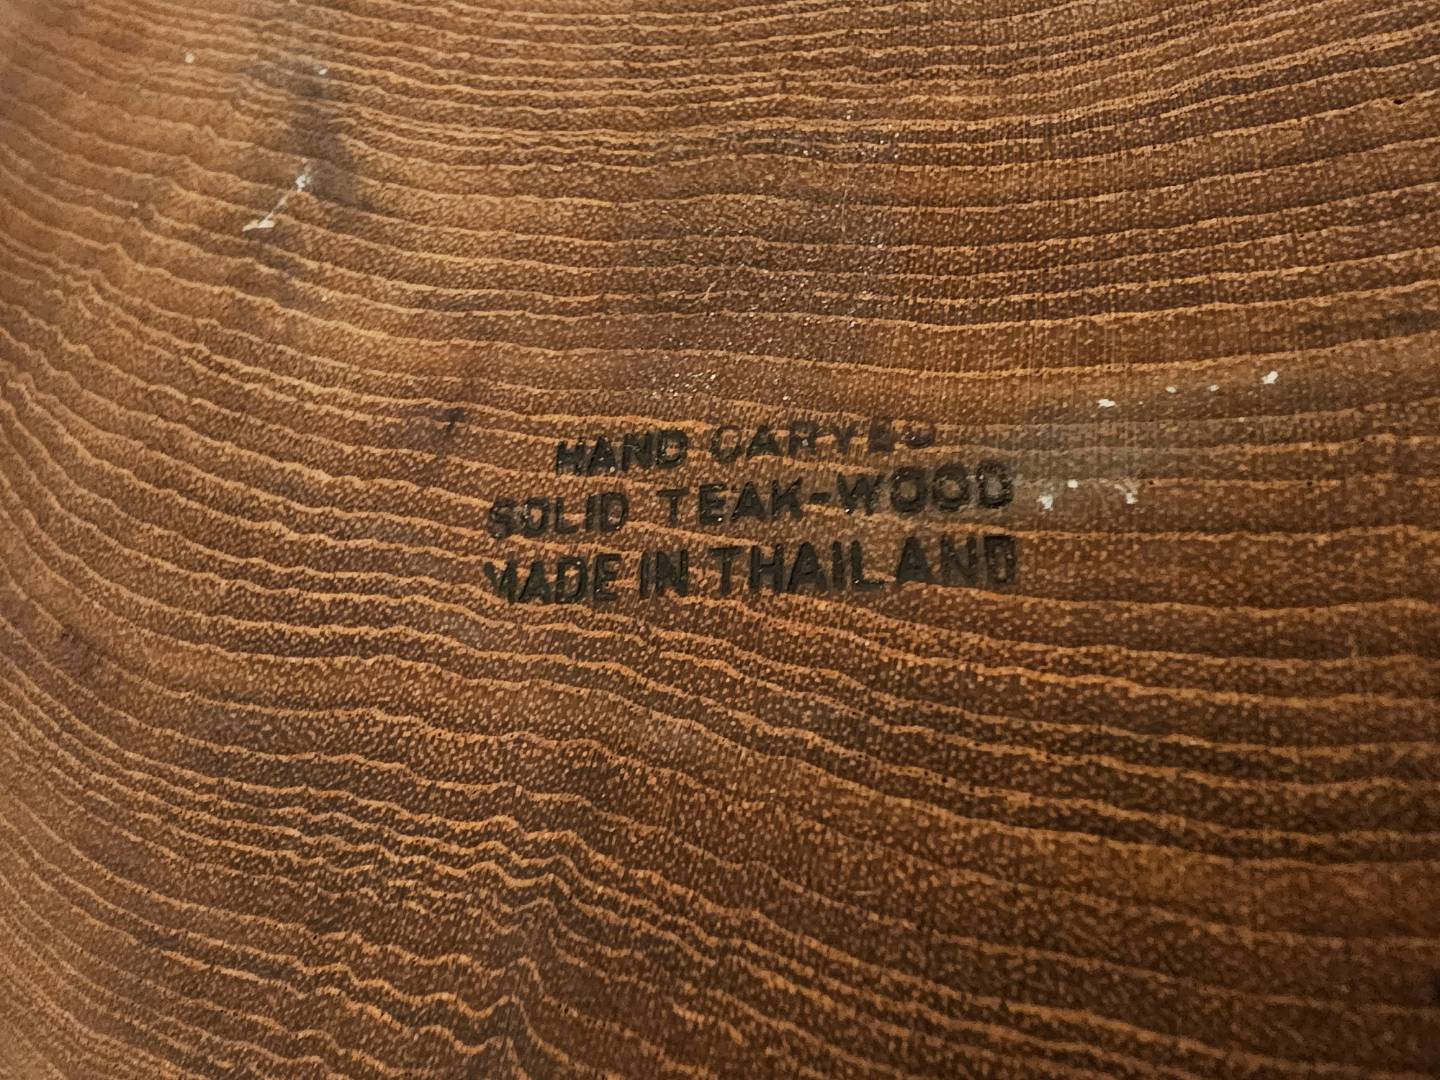 HAND CARVED
SOLID TEAK-WOOD
MADE IN THAILAND